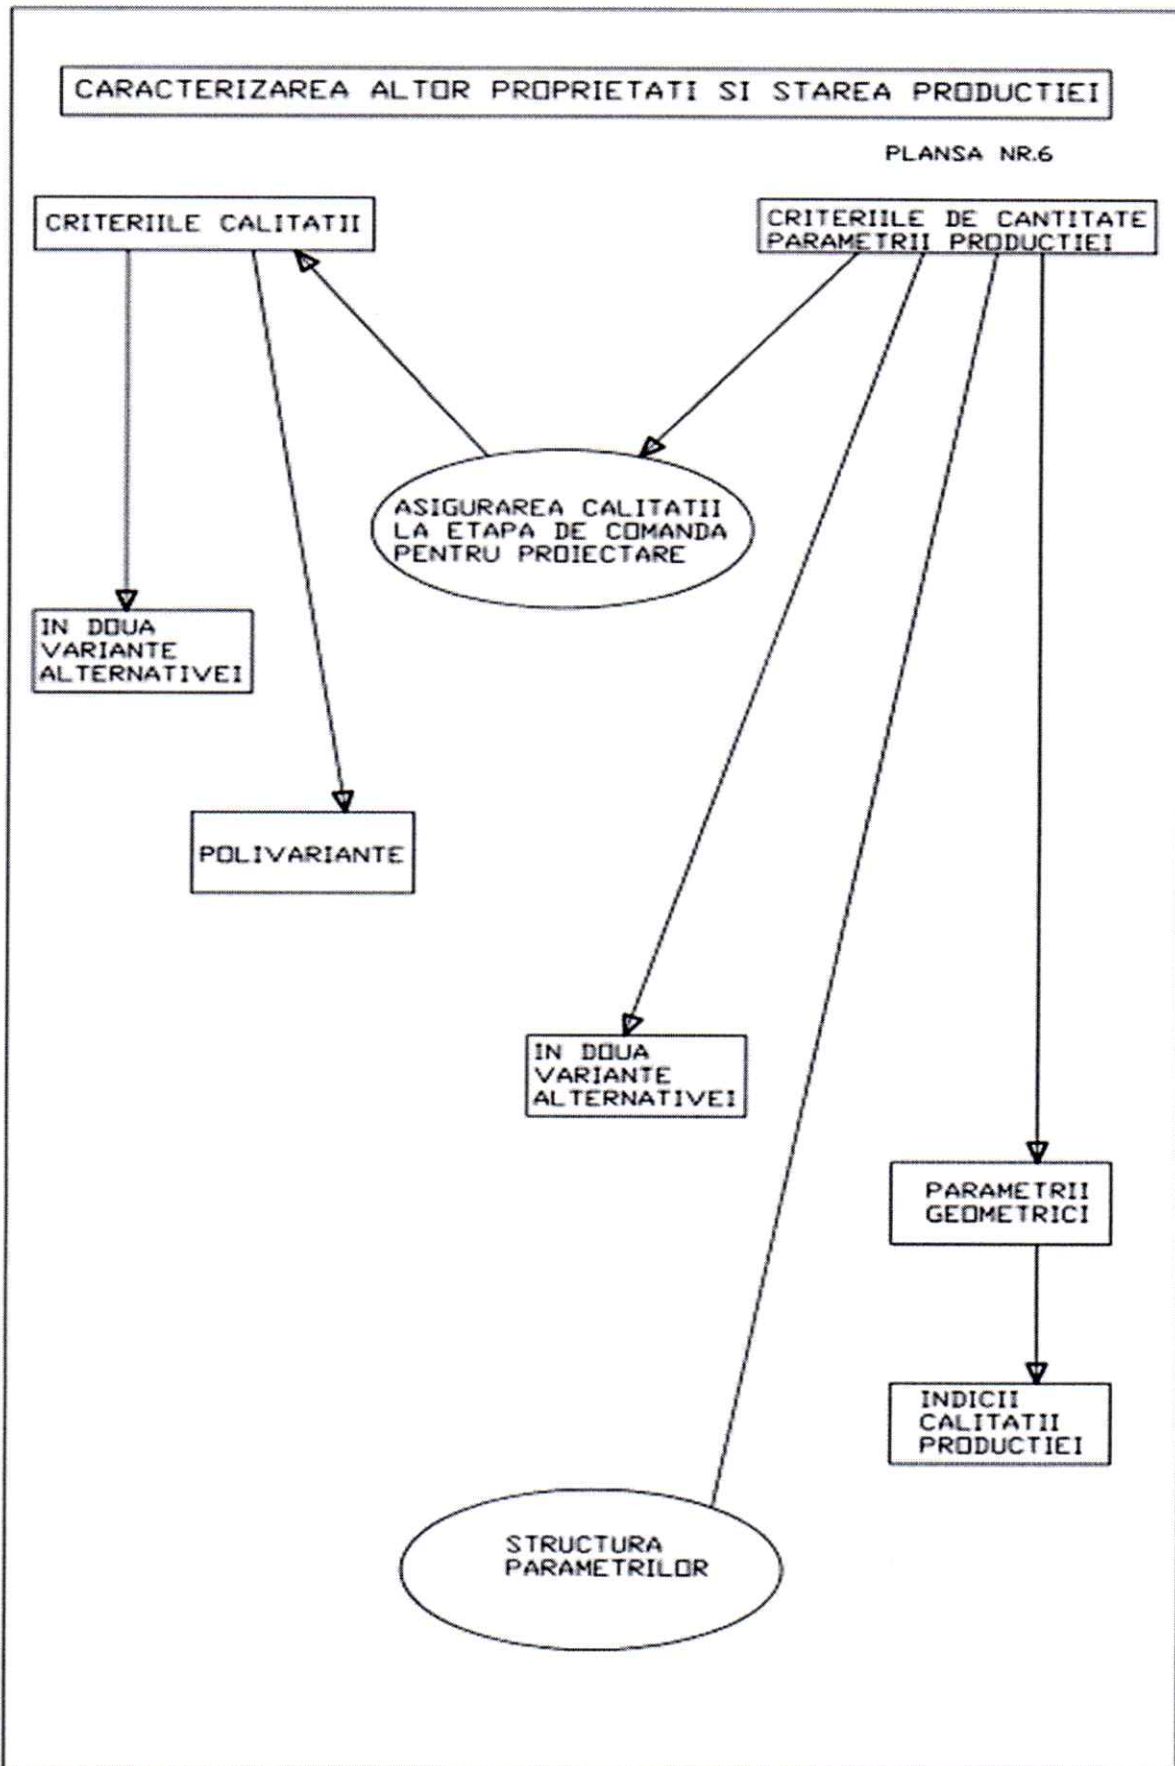 CARACTERIZAREA ALTOR PROPRIETATI SI STAREA PRODUCTIEI
PLANSA NR.6
CRITERIILE CALITATII
CRITERIILE DE CANTITATE
PARAMETRII PRODUCTIEI
ASIGURAREA CALITATII
LA ETAPA DE COMANDA
PENTRU PROIECTARE
IN DOUA
VARIANTE
ALTERNATIVEI
POLIVARIANTE
IN DOUA
VARIANTE
ALTERNATIVEI
PARAMETRII
GEOMETRICI
INDICII
CALITATII
PRODUCTIEI
STRUCTURA
PARAMETRILOR